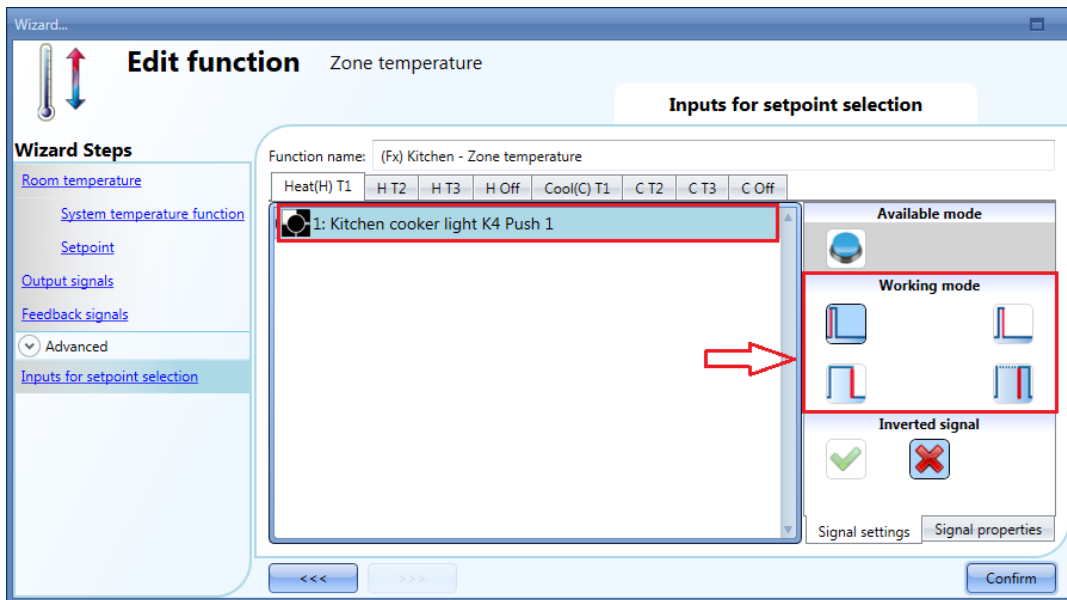 Wizard...
Edit function Zone temperature
Inputs for setpoint selection
Wizard Steps
Room temperature
System temperature function
Setpoint
Output signals
Feedback signals
Advanced
Inputs for setpoint selection
Function name: (Fx) Kitchen - Zone temperature
Heat(H) T1 H T2 H T3 H Off Cool(C) T1 C T2 C T3 C Off
1: Kitchen cooker light K4 Push 1
Available mode
Working mode
Inverted signal
Signal settings Signal properties
<<< >>> Confirm